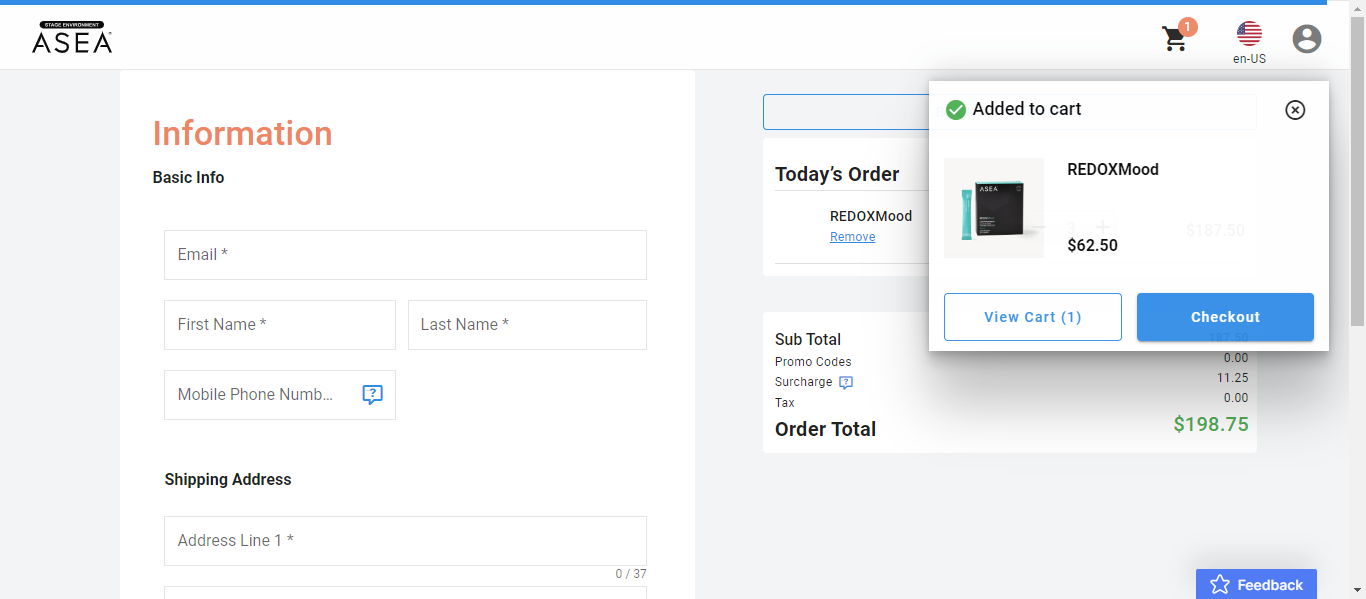 STAGE ENVIRONMENT
ASEA
1
en-US
Information
Basic Info
Email *
First Name *
Last Name *
Mobile Phone Numb...
Shipping Address
Address Line 1 *
0 / 37
Today's Order
REDOXMood
Remove
3
$187.50
Sub Total
187.50
Promo Codes
0.00
Surcharge
11.25
Tax
0.00
Order Total
$198.75
Added to cart
ASEA
REDOXMood
$62.50
View Cart (1)
Checkout
Feedback